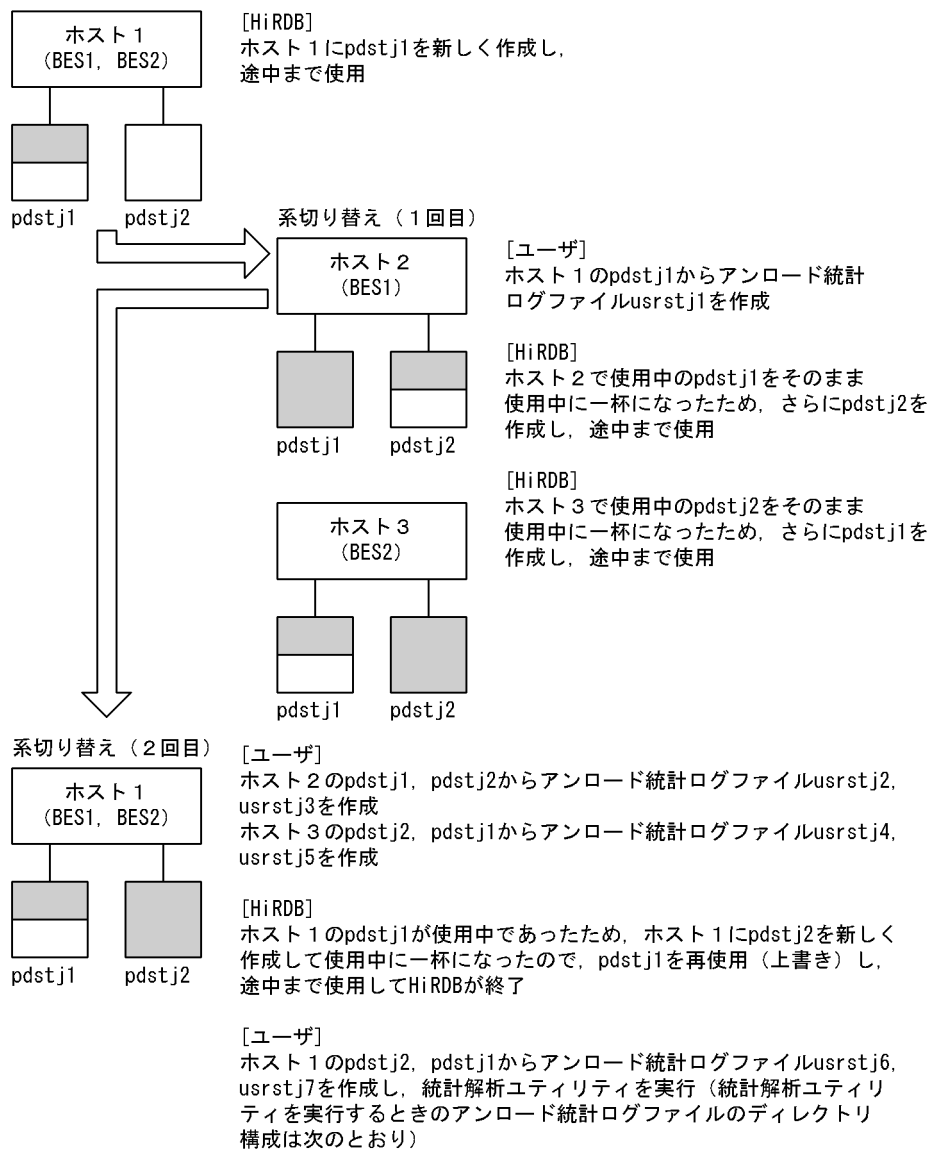 ホスト１
(BES1, BES2)
[HiRDB]
ホスト１にpdstj1を新しく作成し,
途中まで使用
pdstj1
pdstj2
系切り替え（１回目）
ホスト２
(BES1)
pdstj1
pdstj2
[ユーザ]
ホスト１のpdstj1からアンロード統計
ログファイルusrstj1を作成
[HiRDB]
ホスト２で使用中のpdstj1をそのまま
使用中に一杯になったため, さらにpdstj2を
作成し, 途中まで使用
[HiRDB]
ホスト３で使用中のpdstj2をそのまま
使用中に一杯になったため, さらにpdstj1を
作成し, 途中まで使用
ホスト３
(BES2)
pdstj1
pdstj2
系切り替え（２回目）
ホスト１
(BES1, BES2)
pdstj1
pdstj2
[ユーザ]
ホスト２のpdstj1, pdstj2からアンロード統計ログファイルusrstj2,
usrstj3を作成
ホスト３のpdstj2, pdstj1からアンロード統計ログファイルusrstj4,
usrstj5を作成
[HiRDB]
ホスト１のpdstj1が使用中であったため, ホスト１にpdstj2を新しく
作成して使用中に一杯になったので, pdstj1を再使用（上書き）し,
途中まで使用してHiRDBが終了
[ユーザ]
ホスト１のpdstj2, pdstj1からアンロード統計ログファイルusrstj6,
usrstj7を作成し, 統計解析ユティリティを実行（統計解析ユティリ
ティを実行するときのアンロード統計ログファイルのディレクトリ
構成は次のとおり）